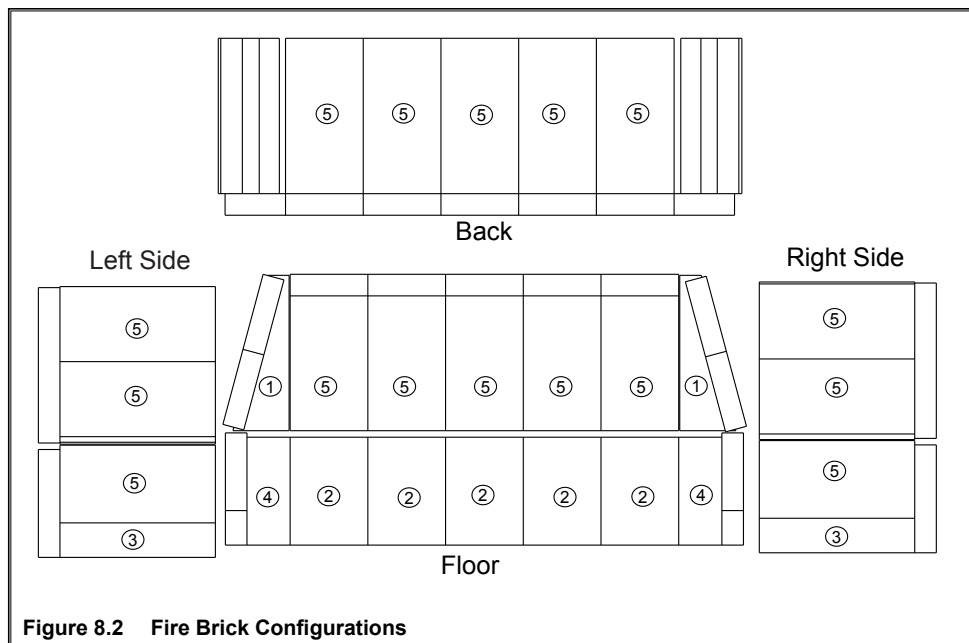 5 5 5 5 5
Back
Left Side
Right Side
5
5
5
3
1 5 5 5 5 5 1
4 2 2 2 2 2 4
Floor
5
5
5
3
Figure 8.2 Fire Brick Configurations